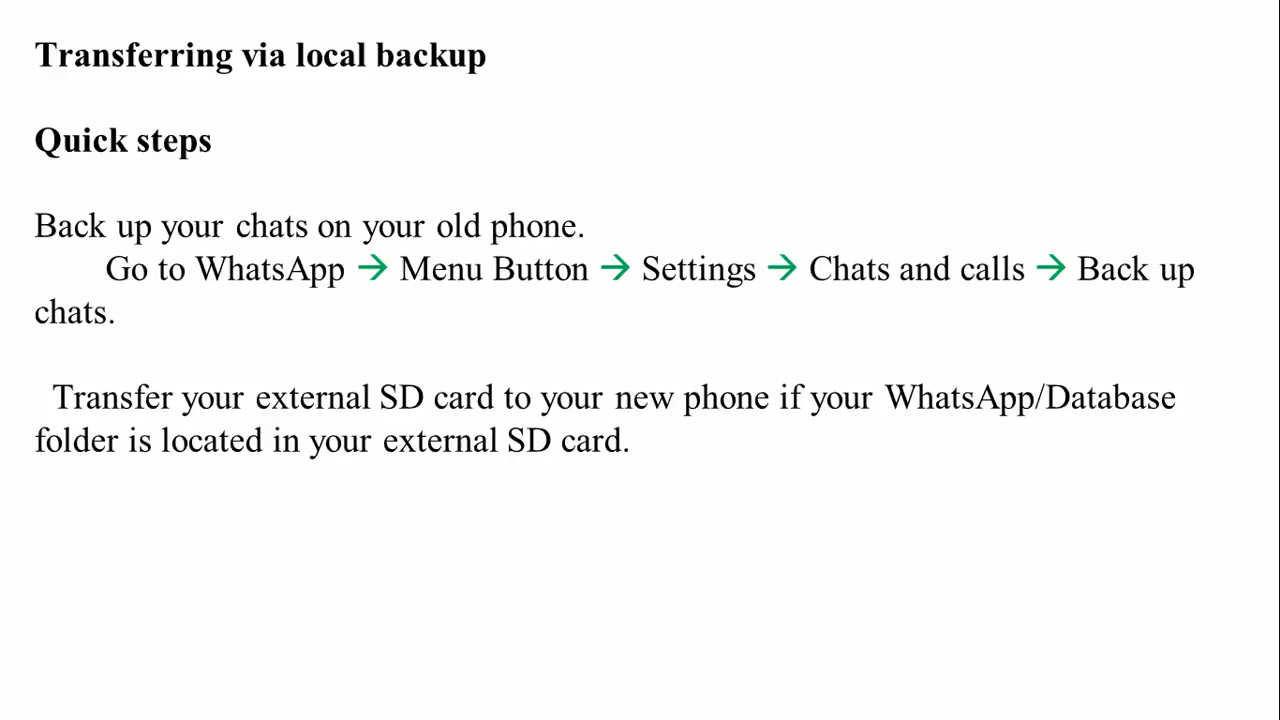 Transferring via local backup
Quick steps
Back up your chats on your old phone.
Go to WhatsApp → Menu Button → Settings → Chats and calls → Back up
chats.
Transfer your external SD card to your new phone if your WhatsApp/Database
folder is located in your external SD card.